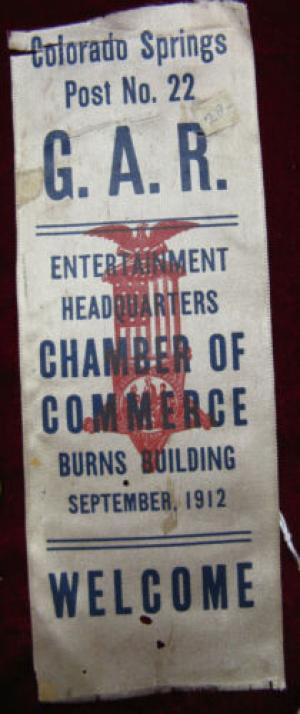 Colorado Springs
Post No. 22
G. A. R.
ENTERTAINMENT
HEADQUARTERS
CHAMBER OF
COMMERCE
BURNS BUILDING
SEPTEMBER, 1912
WELCOME